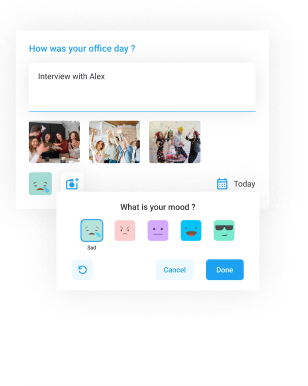 How was your office day ?
Interview with Alex
Today
What is your mood ?
Sad
Cancel
Done